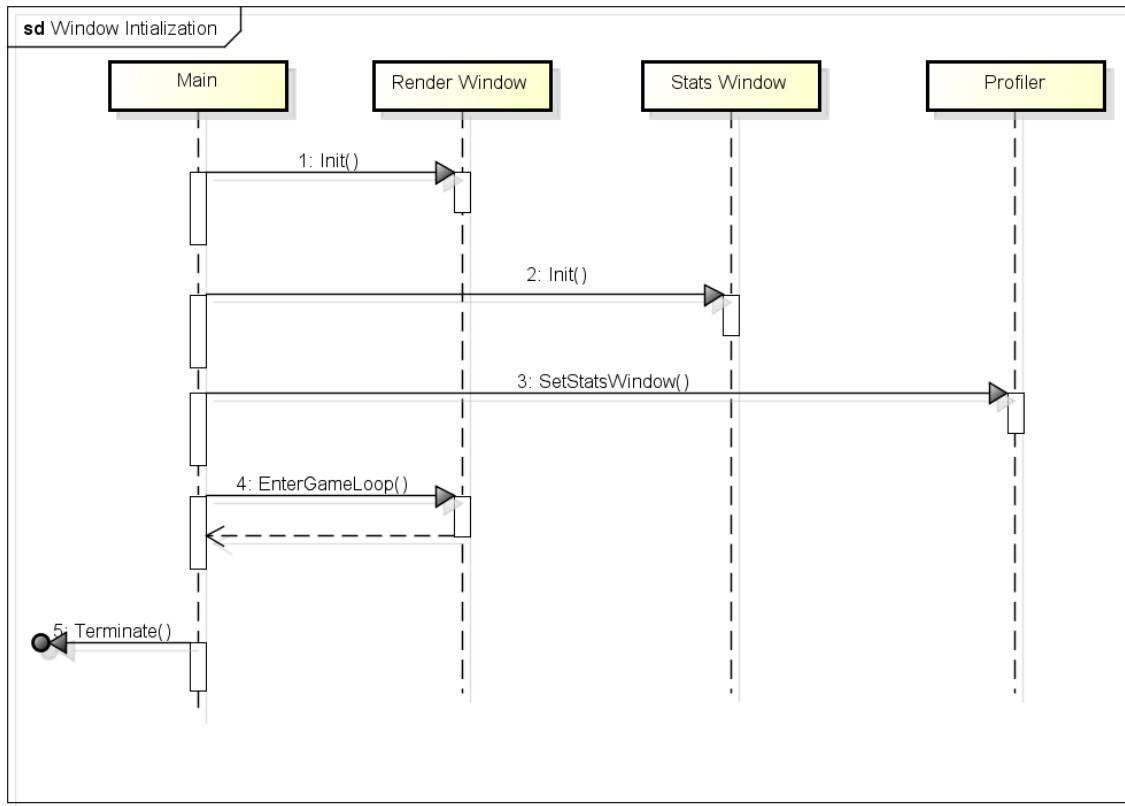 sd Window Intialization
Main
Render Window
Stats Window
Profiler
1: Init()
2: Init()
3: SetStatsWindow()
4: EnterGameLoop()
5: Terminate()